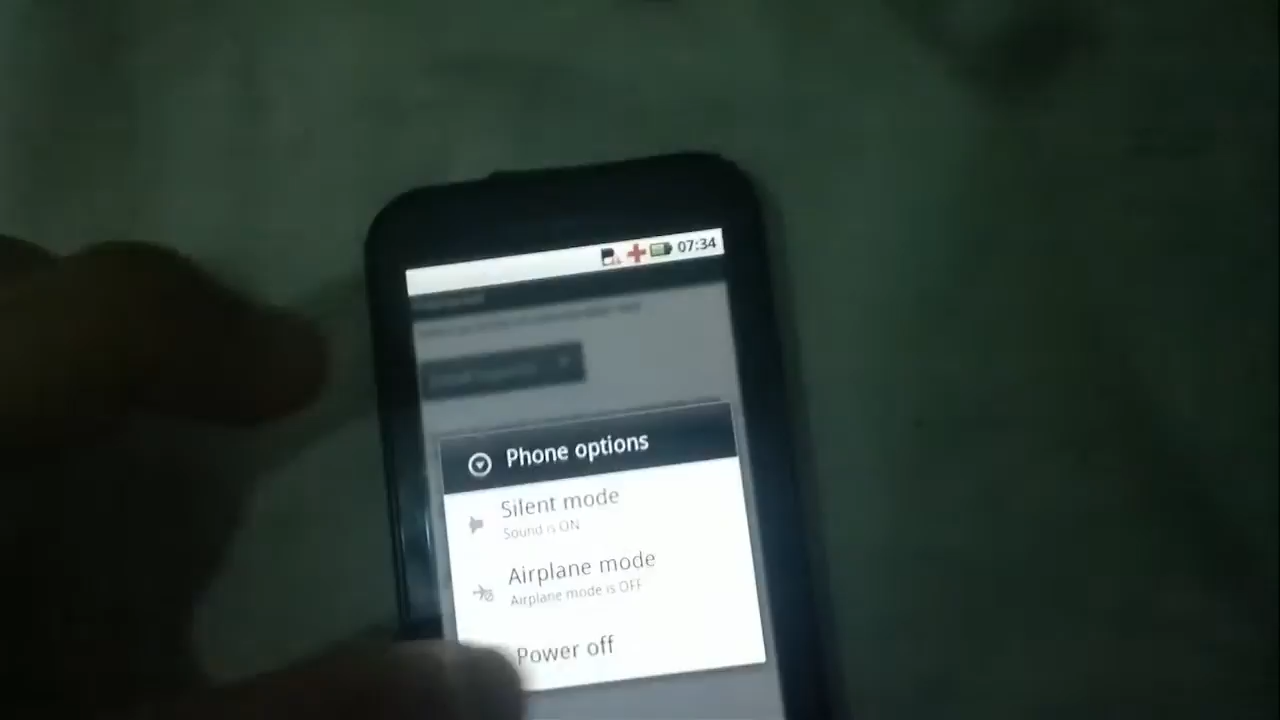 07:34
Phone options
Silent mode
Sound is ON
Airplane mode
Airplane mode is OFF
Power off